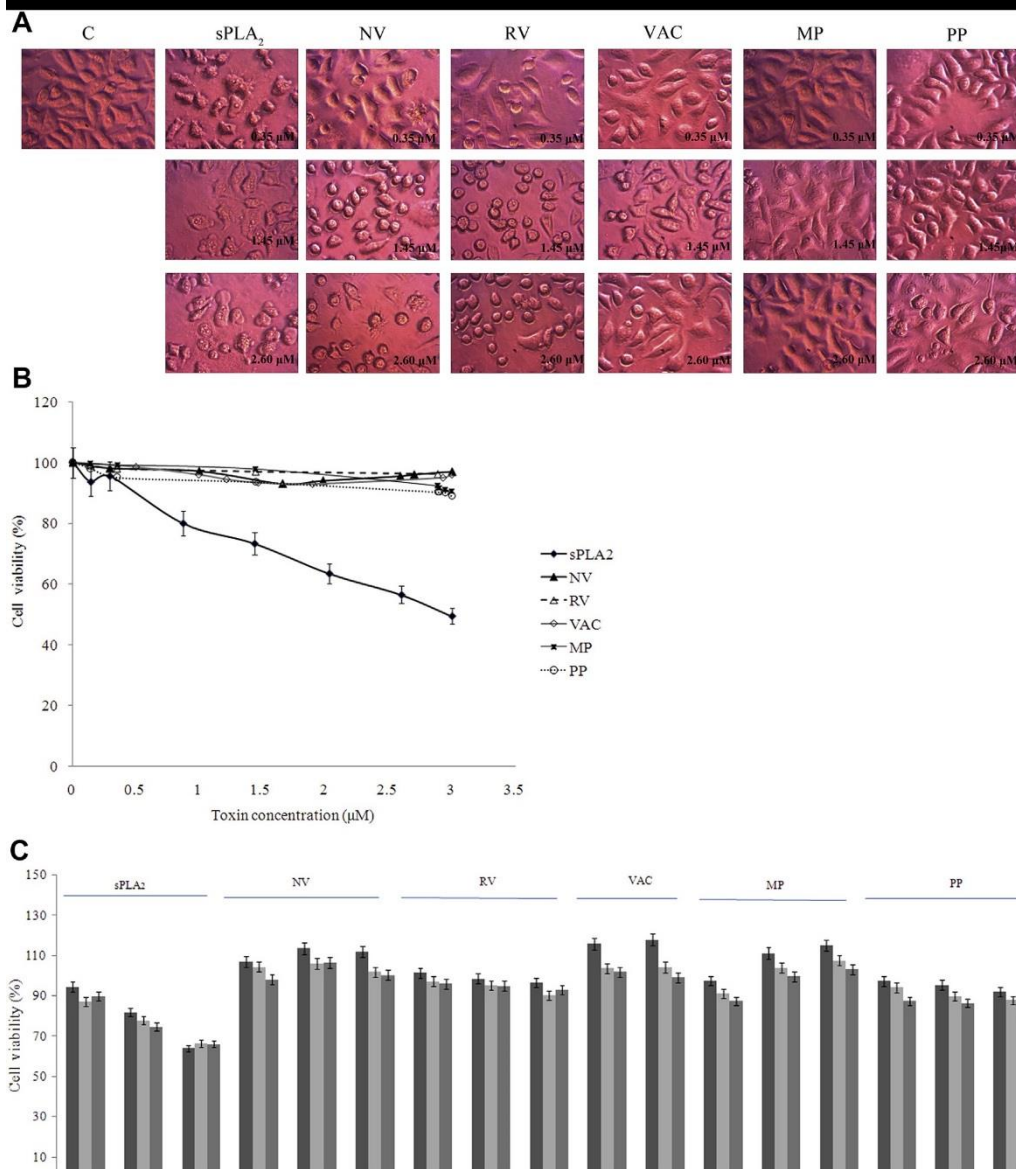 A
C sPLA₂ NV RV VAC MP PP
0.35 µM 0.35 µM 0.35 µM 0.35 µM 0.35 µM 0.35 µM
1.45 µM 1.45 µM 1.45 µM 1.45 µM 1.45 µM 1.45µM
2.60 µM 2.60 µM 2.60 µM 2.60 µM 2.60 µM 2.60 µM
B
120
100
80
60
40
20
0
Cell viability (%)
0 0.5 1 1.5 2 2.5 3 3.5
Toxin concentration (µM)
sPLA2
NV
RV
VAC
MP
PP
C
sPLA2 NV RV VAC MP PP
150
130
110
90
70
50
30
10
Cell viability (%)